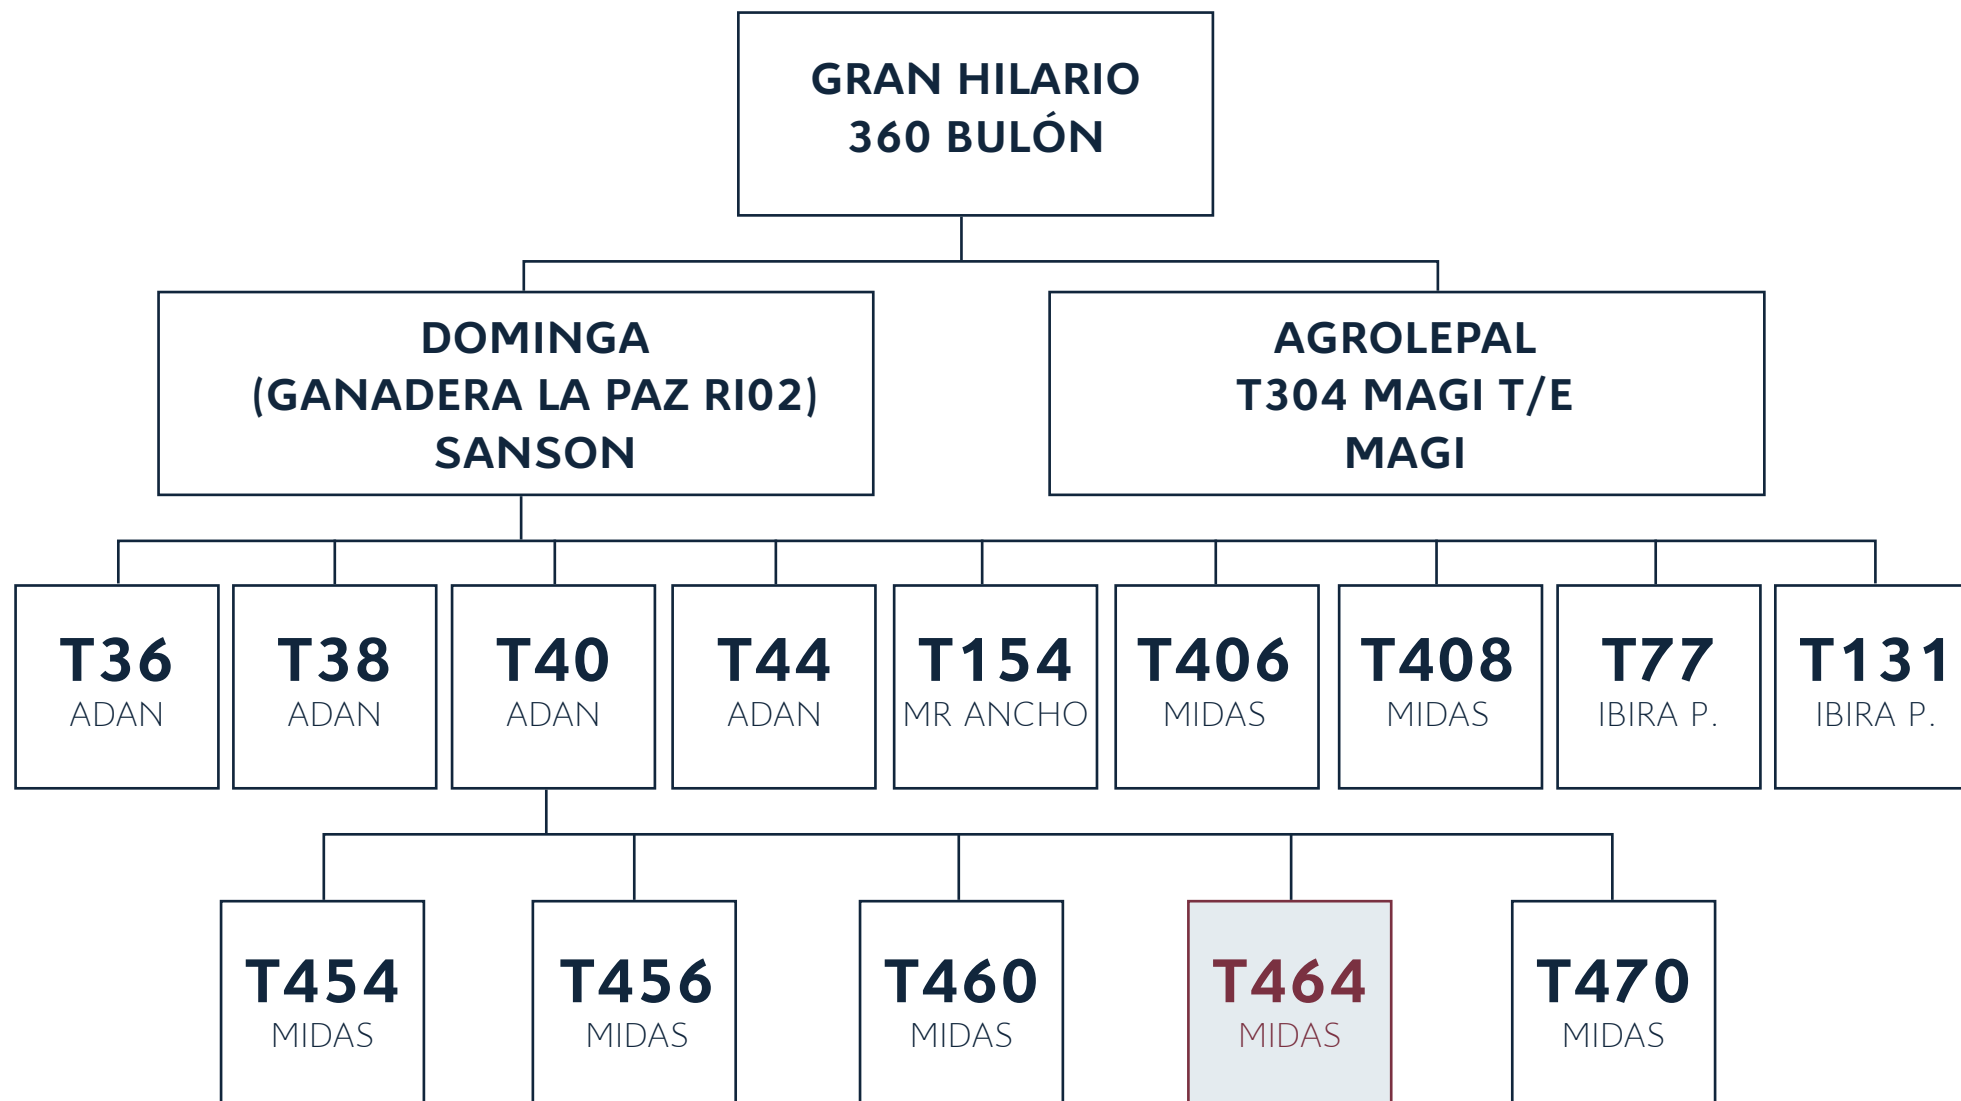 GRAN HILARIO
360 BULÓN
DOMINGA
(GANADERA LA PAZ RI02)
SANSON
AGROLEPAL
T304 MAGI T/E
MAGI
T36
ADAN
T38
ADAN
T40
ADAN
T44
ADAN
T154
MR ANCHO
T406
MIDAS
T408
MIDAS
T77
IBIRA P.
T131
IBIRA P.
T454
MIDAS
T456
MIDAS
T460
MIDAS
T464
MIDAS
T470
MIDAS